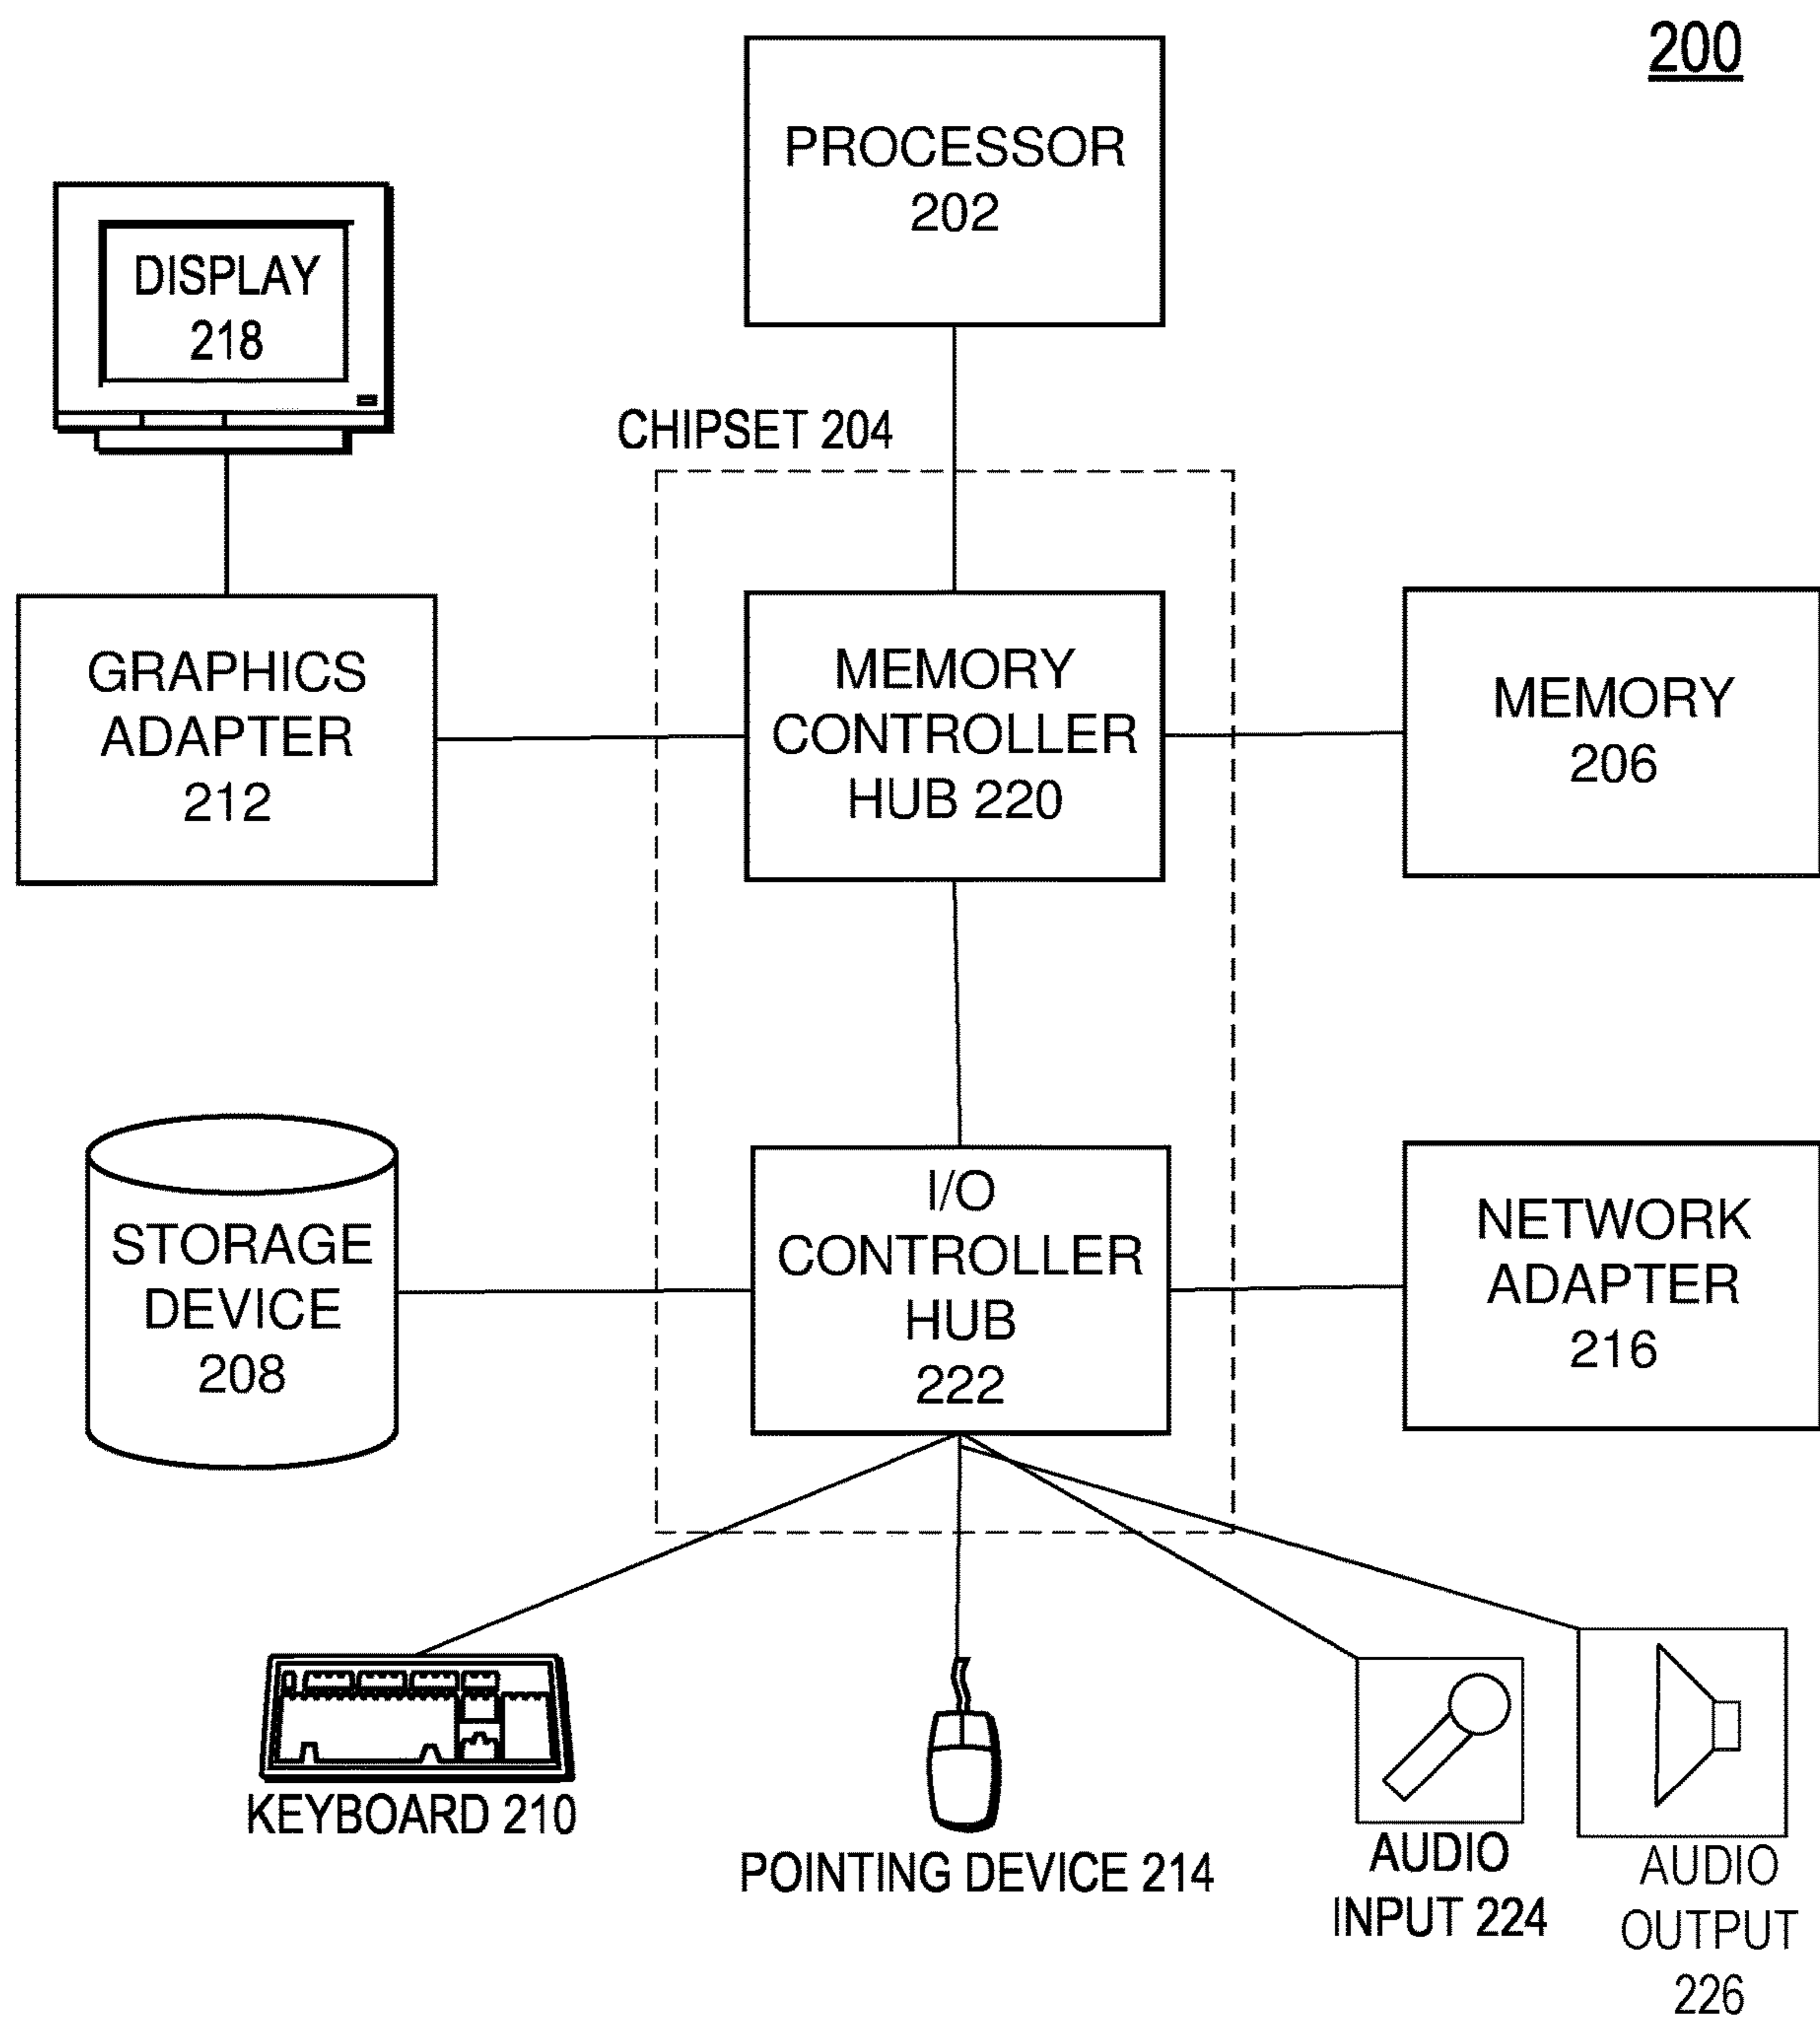 200
PROCESSOR
202
DISPLAY
218
CHIPSET 204
GRAPHICS
ADAPTER
212
MEMORY
CONTROLLER
HUB 220
MEMORY
206
STORAGE
DEVICE
208
I/O
CONTROLLER
HUB
222
NETWORK
ADAPTER
216
KEYBOARD 210
POINTING DEVICE 214
AUDIO
INPUT 224
AUDIO
OUTPUT
226